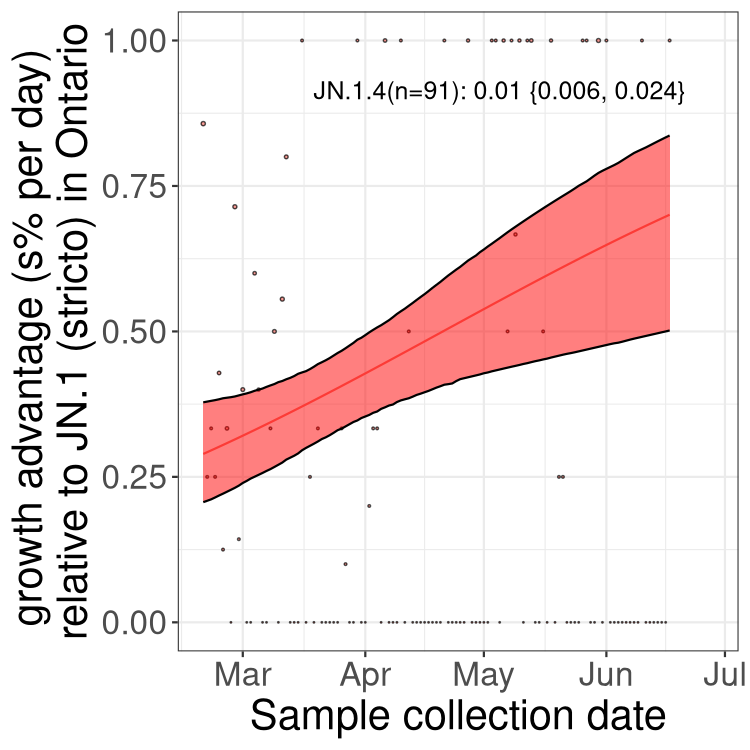 growth advantage (s% per day)
relative to JN.1 (stricto) in Ontario
1.00
0.75
0.50
0.25
0.00
JN.1.4(n=91): 0.01 {0.006, 0.024}
Mar Apr May Jun Jul
Sample collection date